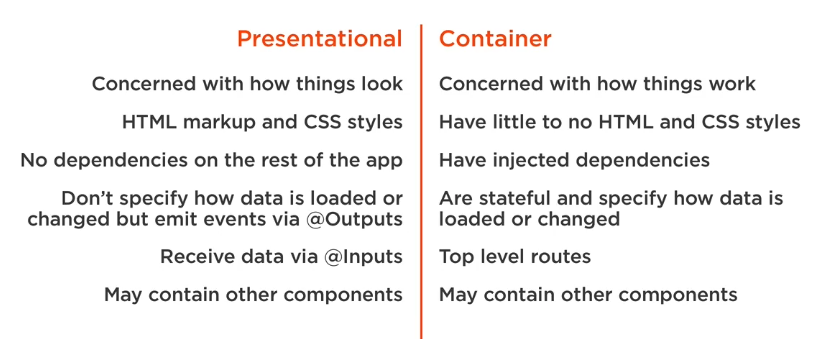 Presentational
Concerned with how things look
HTML markup and CSS styles
No dependencies on the rest of the app
Don’t specify how data is loaded or
changed but emit events via @Outputs
Receive data via @Inputs
May contain other components
Container
Concerned with how things work
Have little to no HTML and CSS styles
Have injected dependencies
Are stateful and specify how data is
loaded or changed
Top level routes
May contain other components